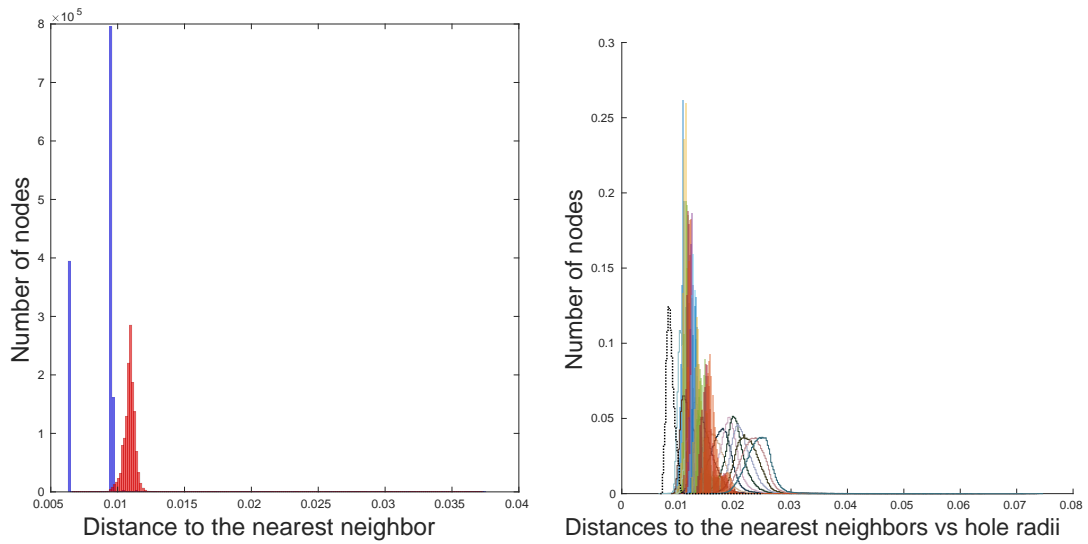 ×10^5
8
7
6
5
4
3
2
1
0
Number of nodes
0.005 0.01 0.015 0.02 0.025 0.03 0.035 0.04
Distance to the nearest neighbor
0.3
0.25
0.2
0.15
0.1
0.05
0
Number of nodes
0 0.01 0.02 0.03 0.04 0.05 0.06 0.07 0.08
Distances to the nearest neighbors vs hole radii